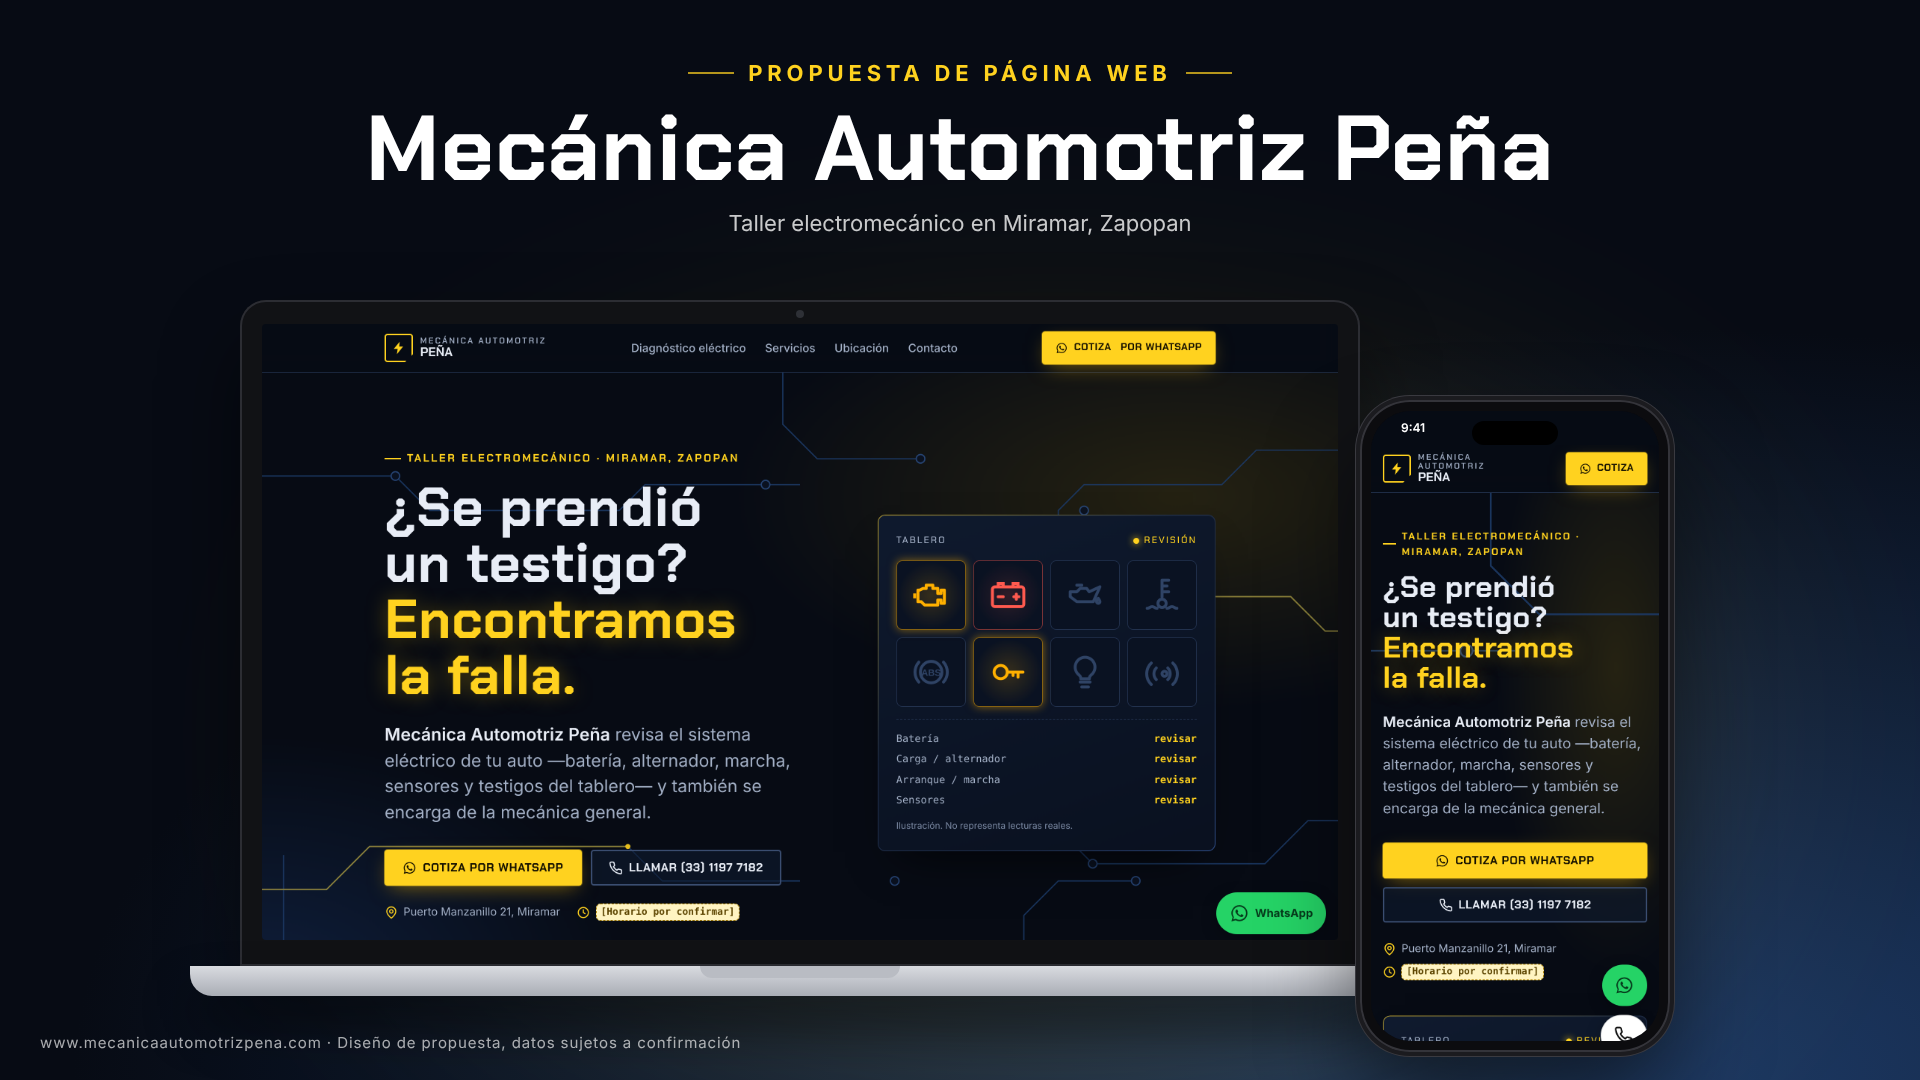 PROPUESTA DE PÁGINA WEB
Mecánica Automotriz Peña
Taller electromecánico en Miramar, Zapopan
MECÁNICA AUTOMOTRIZ
PEÑA
Diagnóstico eléctrico
Servicios
Ubicación
Contacto
COTIZA POR WHATSAPP
TALLER ELECTROMECÁNICO · MIRAMAR, ZAPOPAN
¿Se prendió
un testigo?
Encontramos
la falla.
Mecánica Automotriz Peña revisa el sistema
eléctrico de tu auto —batería, alternador, marcha,
sensores y testigos del tablero— y también se
encarga de la mecánica general.
COTIZA POR WHATSAPP
LLAMAR (33) 1197 7182
Puerto Manzanillo 21, Miramar
[Horario por confirmar]
TABLERO
REVISIÓN
ABS
Batería revisar
Carga / alternador revisar
Arranque / marcha revisar
Sensores revisar
Ilustración. No representa lecturas reales.
WhatsApp
9:41
MECÁNICA
AUTOMOTRIZ
PEÑA
COTIZA
TALLER ELECTROMECÁNICO ·
MIRAMAR, ZAPOPAN
¿Se prendió
un testigo?
Encontramos
la falla.
Mecánica Automotriz Peña revisa el
sistema eléctrico de tu auto —batería,
alternador, marcha, sensores y
testigos del tablero— y también se
encarga de la mecánica general.
COTIZA POR WHATSAPP
LLAMAR (33) 1197 7182
Puerto Manzanillo 21, Miramar
[Horario por confirmar]
TABLERO
www.mecanicaautomotrizpena.com · Diseño de propuesta, datos sujetos a confirmación